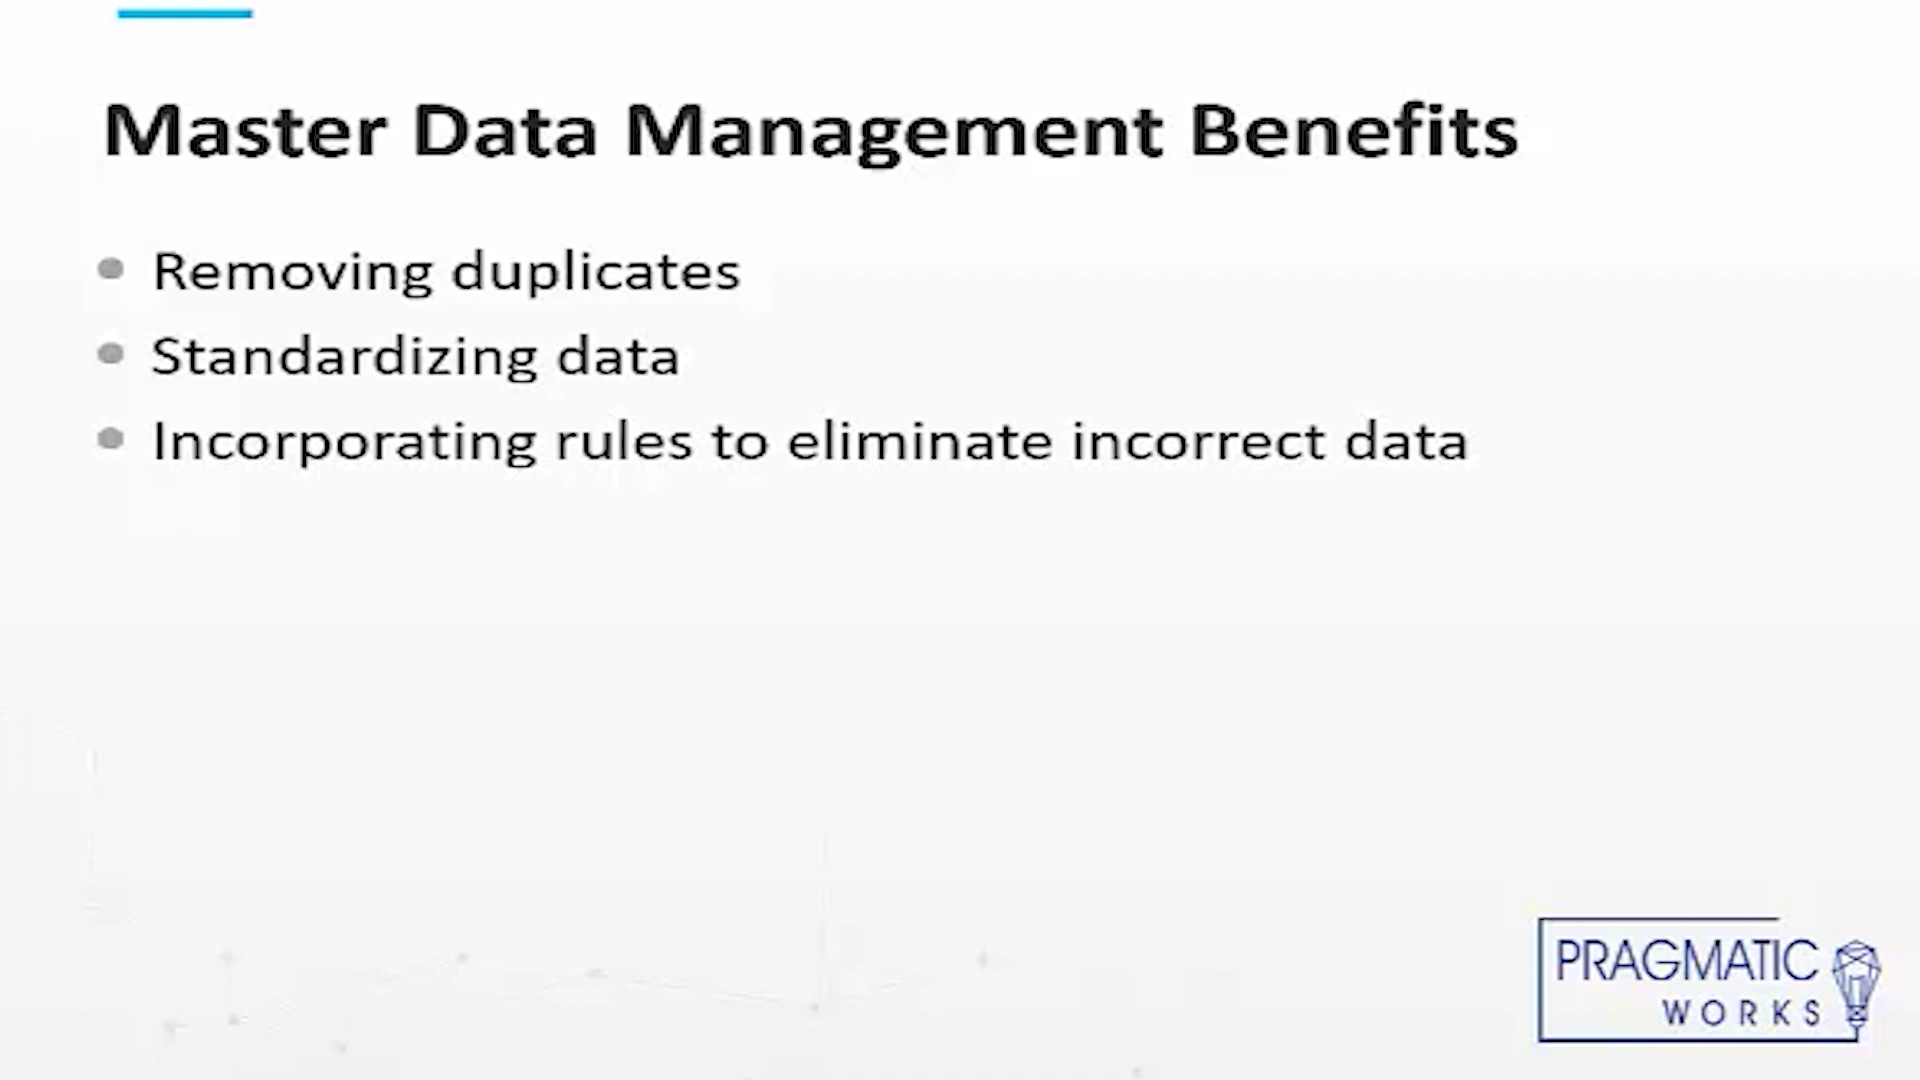 Master Data Management Benefits
Removing duplicates
Standardizing data
Incorporating rules to eliminate incorrect data
PRAGMATIC
WORKS